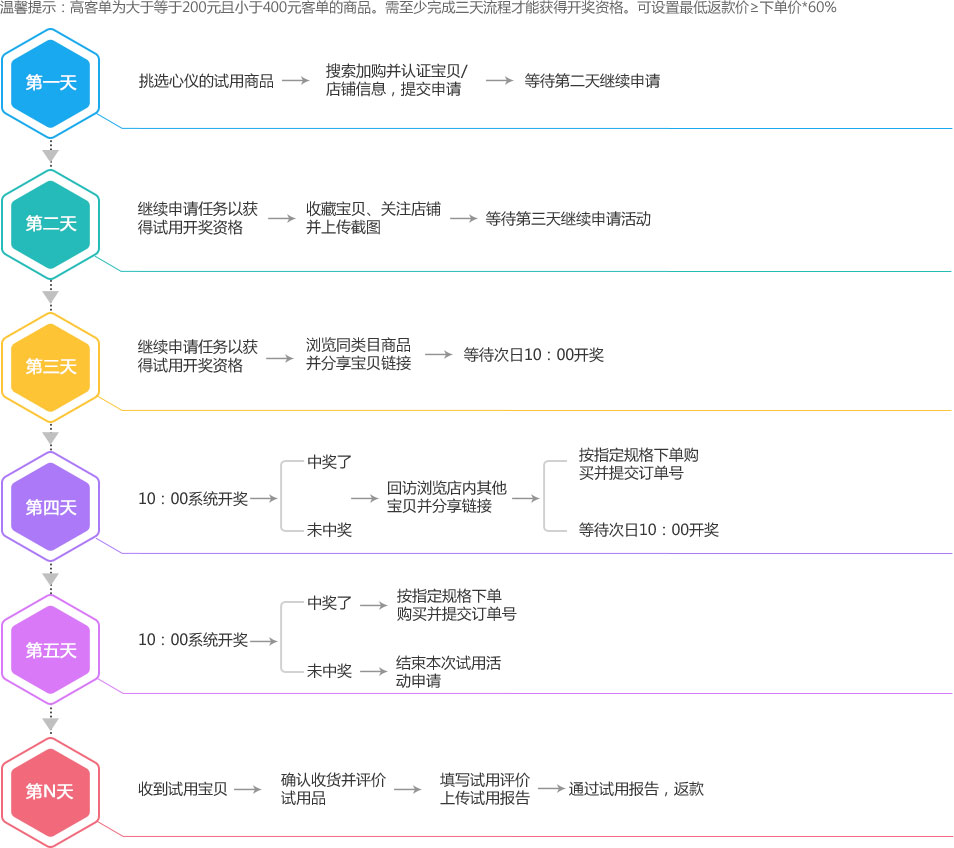 温馨提示：高客单为大于等于200元且小于400元客单的商品。需至少完成三天流程才能获得开奖资格。可设置最低返款价≥下单价*60%
第一天
挑选心仪的试用商品
搜索加购并认证宝贝/
店铺信息，提交申请
等待第二天继续申请
第二天
继续申请任务以获
得试用开奖资格
收藏宝贝、关注店铺
并上传截图
等待第三天继续申请活动
第三天
继续申请任务以获
得试用开奖资格
浏览同类目商品
并分享宝贝链接
等待次日10：00开奖
第四天
10：00系统开奖
中奖了
未中奖
回访浏览店内其他
宝贝并分享链接
按指定规格下单购
买并提交订单号
等待次日10：00开奖
第五天
10：00系统开奖
中奖了
按指定规格下单
购买并提交订单号
未中奖
结束本次试用活
动申请
第N天
收到试用宝贝
确认收货并评价
试用品
填写试用评价
上传试用报告
通过试用报告，返款